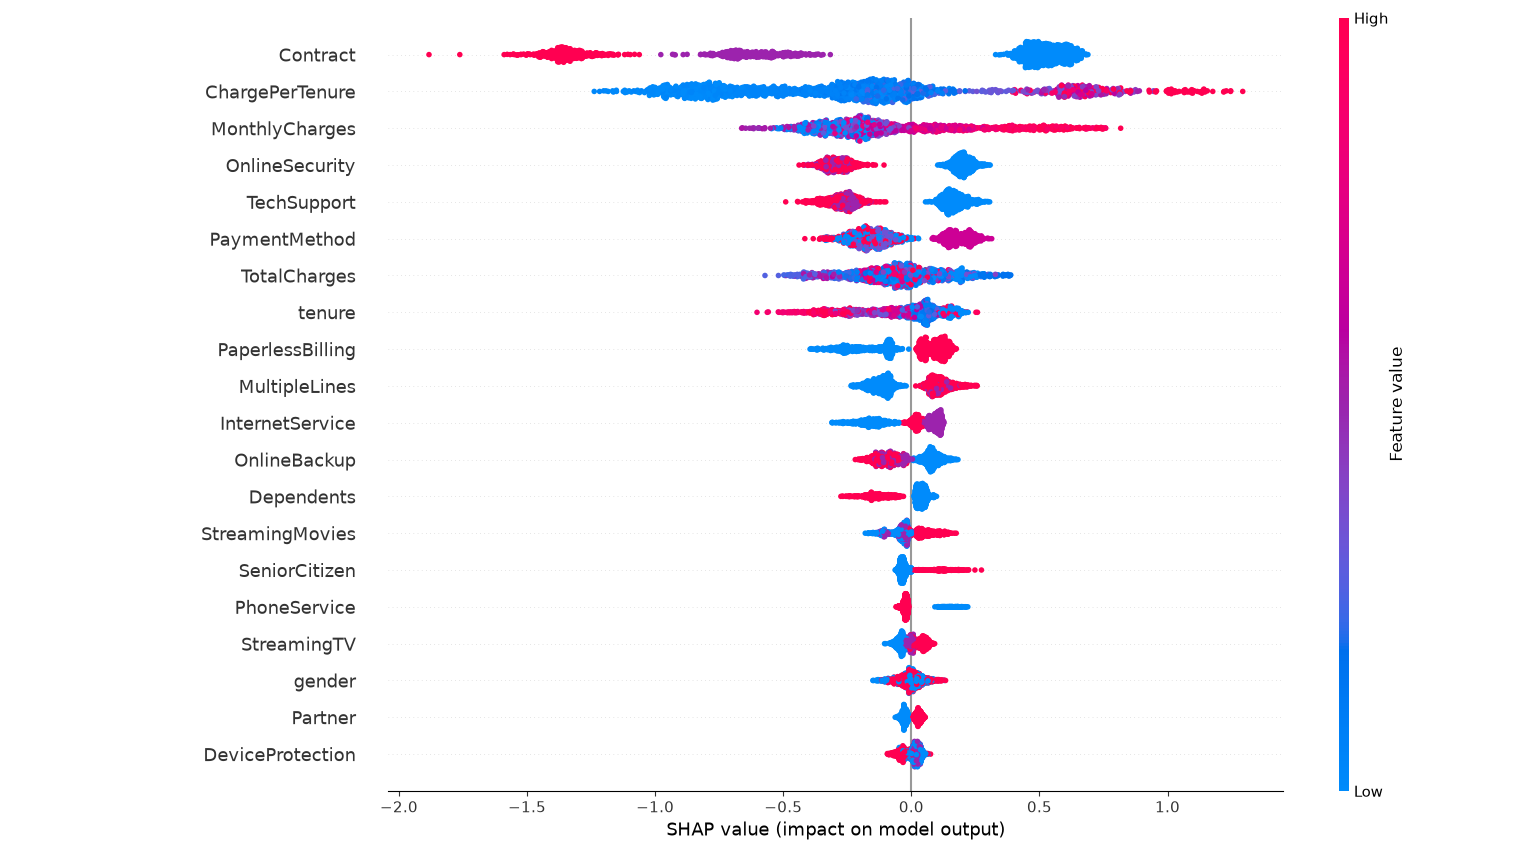 High
Contract
ChargePerTenure
MonthlyCharges
OnlineSecurity
TechSupport
PaymentMethod
TotalCharges
tenure
PaperlessBilling
MultipleLines
InternetService
OnlineBackup
Dependents
StreamingMovies
SeniorCitizen
PhoneService
StreamingTV
gender
Partner
DeviceProtection
Feature value
Low
−2.0 −1.5 −1.0 −0.5 0.0 0.5 1.0
SHAP value (impact on model output)